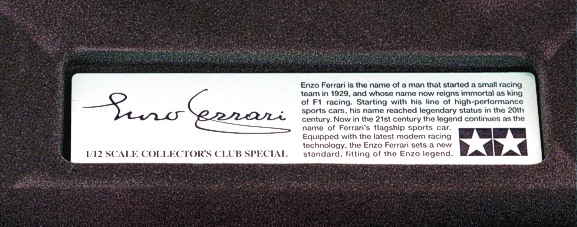 Enzo Ferrari
1/12 SCALE COLLECTOR'S CLUB SPECIAL
Enzo Ferrari is the name of a man that started a small racing
team in 1929, and whose name now reigns immortal as king
of F1 racing. Starting with his line of high-performance
sports cars, his name reached legendary status in the 20th
century. Now in the 21st century the legend continues as the
name of Ferrari's flagship sports car.
Equipped with the latest modern racing
technology, the Enzo Ferrari sets a new
standard, fitting of the Enzo legend.